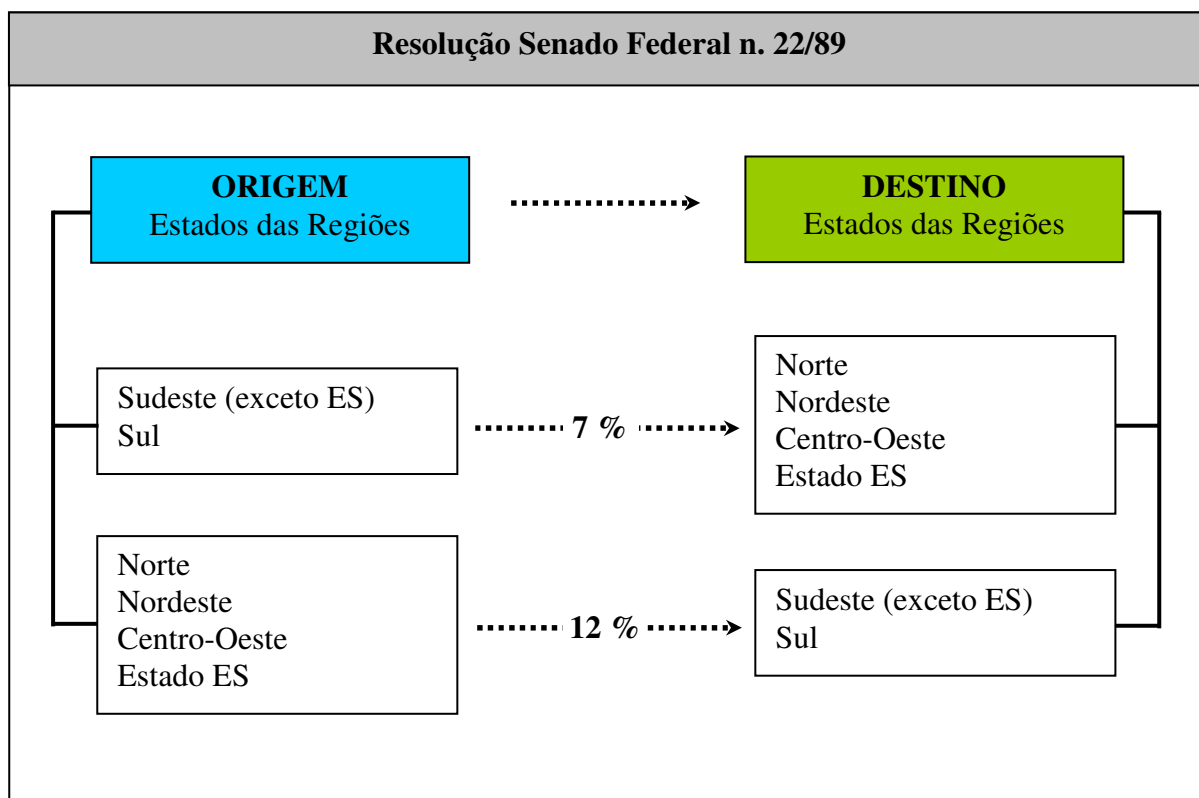 Resolução Senado Federal n. 22/89
ORIGEM
Estados das Regiões
DESTINO
Estados das Regiões
Sudeste (exceto ES)
Sul
7 %
Norte
Nordeste
Centro-Oeste
Estado ES
Norte
Nordeste
Centro-Oeste
Estado ES
12 %
Sudeste (exceto ES)
Sul